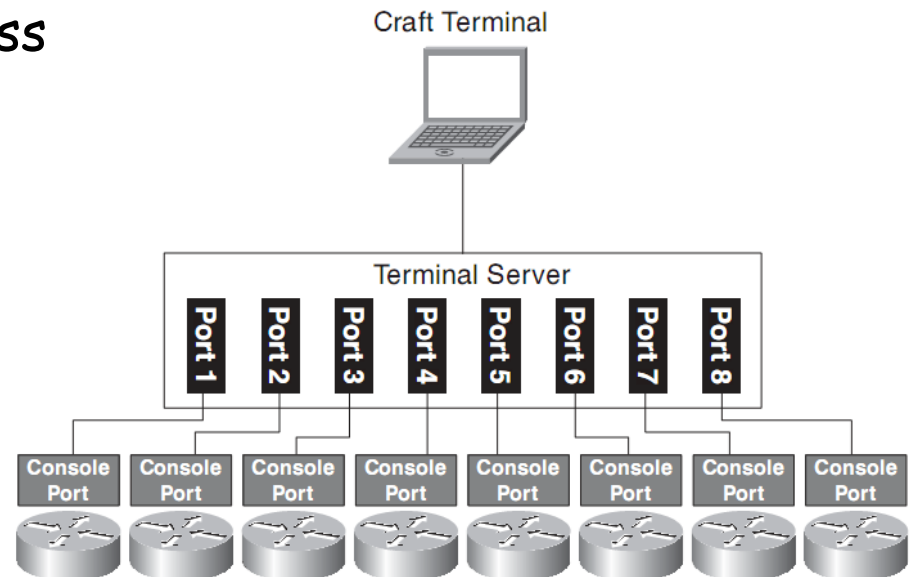 ss
Craft Terminal
Terminal Server
Port 1
Port 2
Port 3
Port 4
Port 5
Port 6
Port 7
Port 8
Console
Port
Console
Port
Console
Port
Console
Port
Console
Port
Console
Port
Console
Port
Console
Port